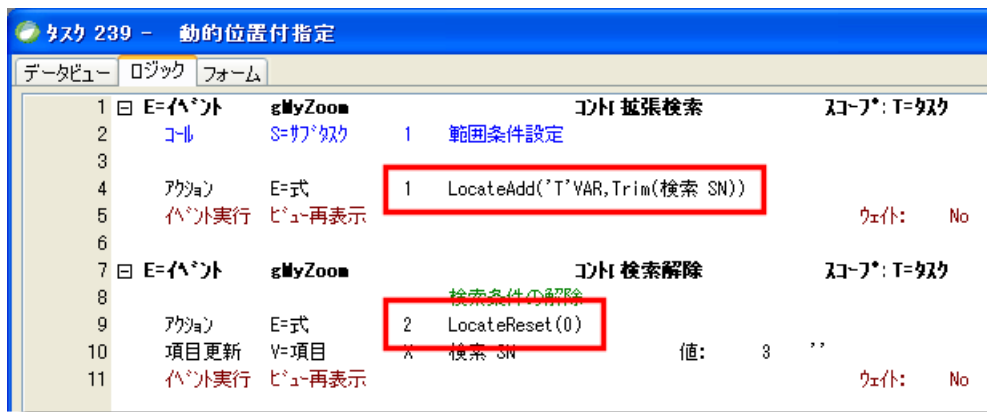 タスク 239 - 動的位置付指定
データビュー ロジック フォーム
1 E=イベント gMyZoom コントロ 拡張検索 スコープ: T=タスク
2 コール S=サブタスク 1 範囲条件設定
3
4 アクション E=式 1 LocateAdd('T'VAR,Trim(検索 SN))
5 イベント実行 ビュー再表示 ウェイト: No
6
7 E=イベント gMyZoom コントロ 検索解除 スコープ: T=タスク
8 検索条件の解除
9 アクション E=式 2 LocateReset(0)
10 項目更新 V=項目 X 検索 SN 値: 3 ''
11 イベント実行 ビュー再表示 ウェイト: No